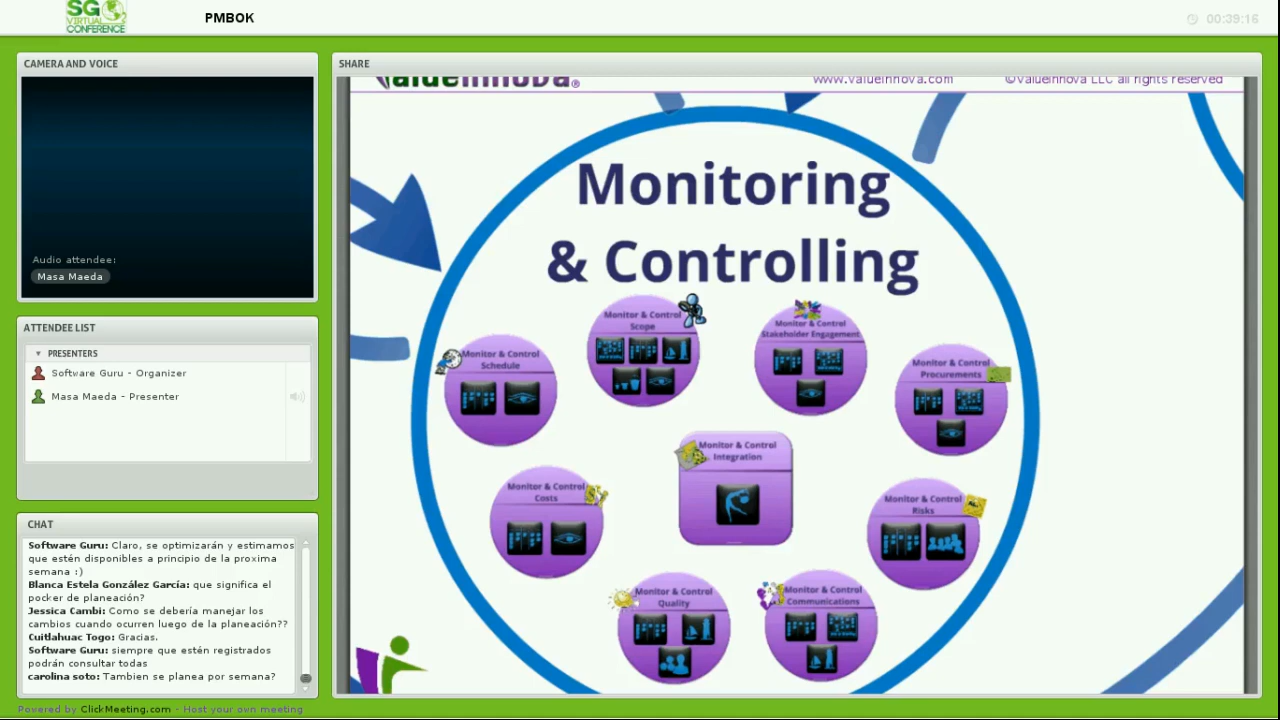 SG
VIRTUAL
CONFERENCE
PMBOK
00:39:16
CAMERA AND VOICE
Audio attendee:
Masa Maeda
ATTENDEE LIST
PRESENTERS
Software Guru - Organizer
Masa Maeda - Presenter
CHAT
Software Guru: Claro, se optimizarán y estimamos
que estén disponibles a principio de la proxima
semana :)
Blanca Estela González García: que significa el
pocker de planeación?
Jessica Cambi: Como se debería manejar los
cambios cuando ocurren luego de la planeación??
Cuitlahuac Togo: Gracias.
Software Guru: siempre que estén registrados
podrán consultar todas
carolina soto: Tambien se planea por semana?
SHARE
valueinnova®
www.valueinnova.com
©ValueInnova LLC all rights reserved
Monitoring
& Controlling
Monitor & Control
Scope
Monitor & Control
Stakeholder Engagement
Monitor & Control
Schedule
Monitor & Control
Procurements
Monitor & Control
Integration
Monitor & Control
Costs
Monitor & Control
Risks
Monitor & Control
Quality
Monitor & Control
Communications
Powered by ClickMeeting.com - Host your own meeting